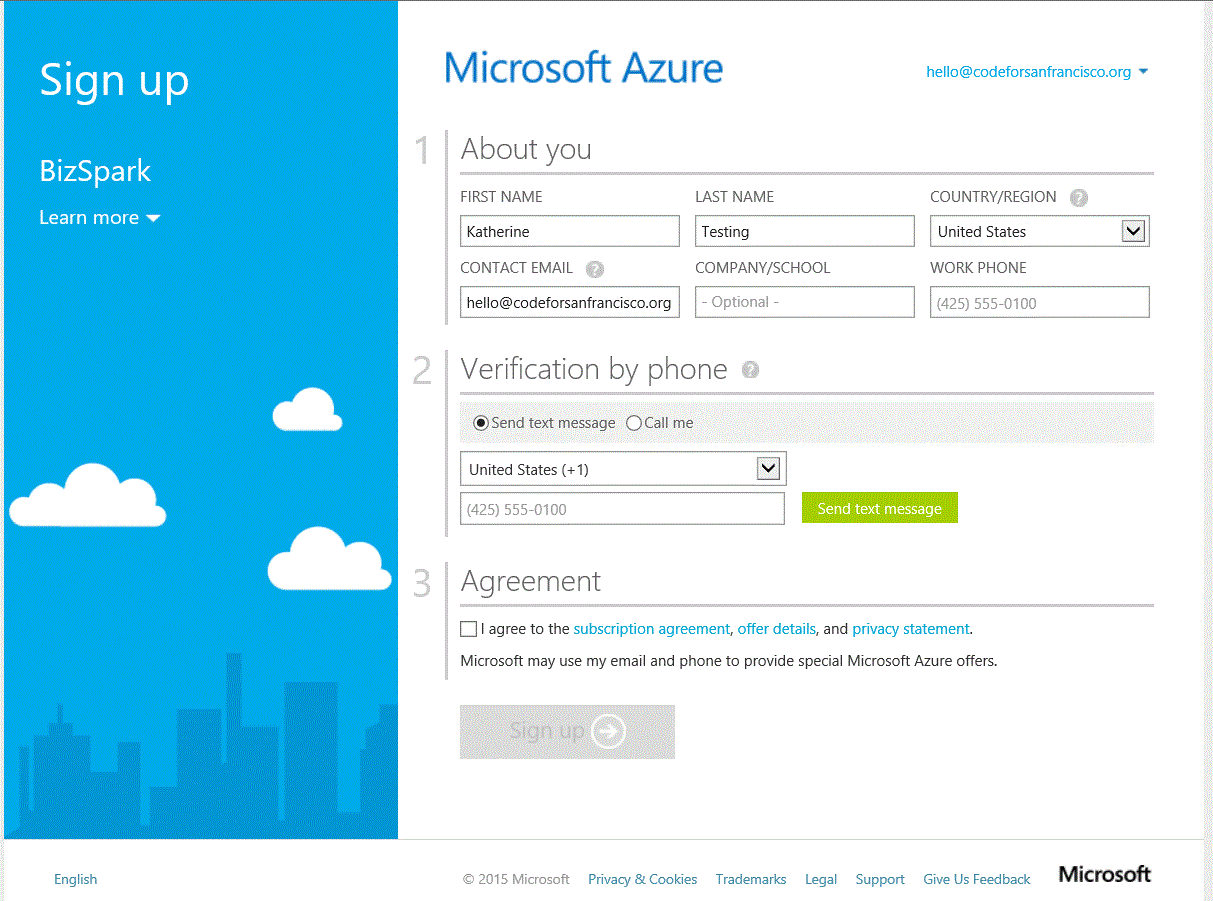 Sign up
BizSpark
Learn more
Microsoft Azure
hello@codeforsanfrancisco.org
1 About you
FIRST NAME LAST NAME COUNTRY/REGION ?
Katherine Testing United States
CONTACT EMAIL ? COMPANY/SCHOOL WORK PHONE
hello@codeforsanfrancisco.org - Optional - (425) 555-0100
2 Verification by phone ?
Send text message Call me
United States (+1)
(425) 555-0100 Send text message
3 Agreement
I agree to the subscription agreement, offer details, and privacy statement.
Microsoft may use my email and phone to provide special Microsoft Azure offers.
Sign up
English © 2015 Microsoft Privacy & Cookies Trademarks Legal Support Give Us Feedback Microsoft